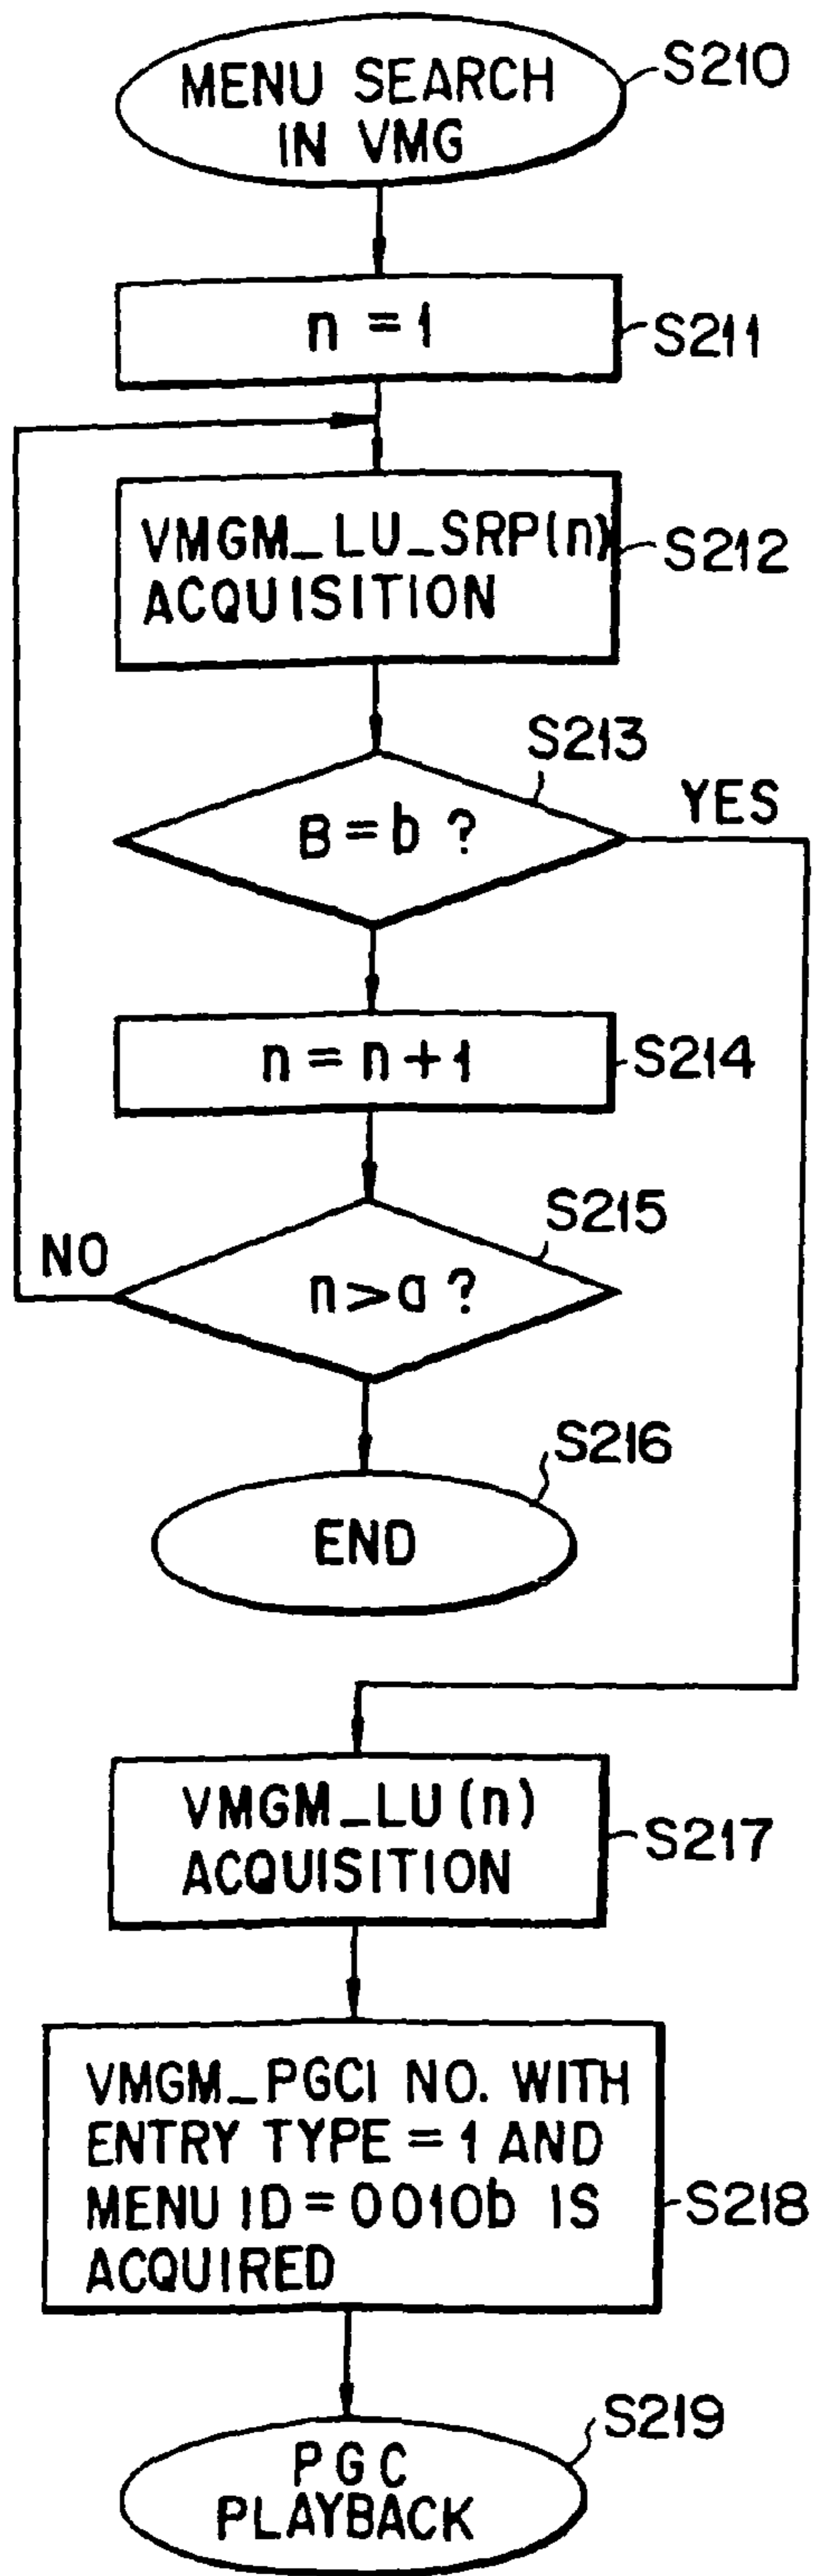 MENU SEARCH
IN VMG
S210
n = 1
S211
VMGM_LU_SRP(n)
ACQUISITION
S212
S213
B = b ?
YES
n = n + 1
S214
S215
NO
n > a ?
S216
END
VMGM_LU (n)
ACQUISITION
S217
VMGM_PGCI NO. WITH
ENTRY TYPE = 1 AND
MENU ID = 0010b IS
ACQUIRED
S218
S219
PGC
PLAYBACK